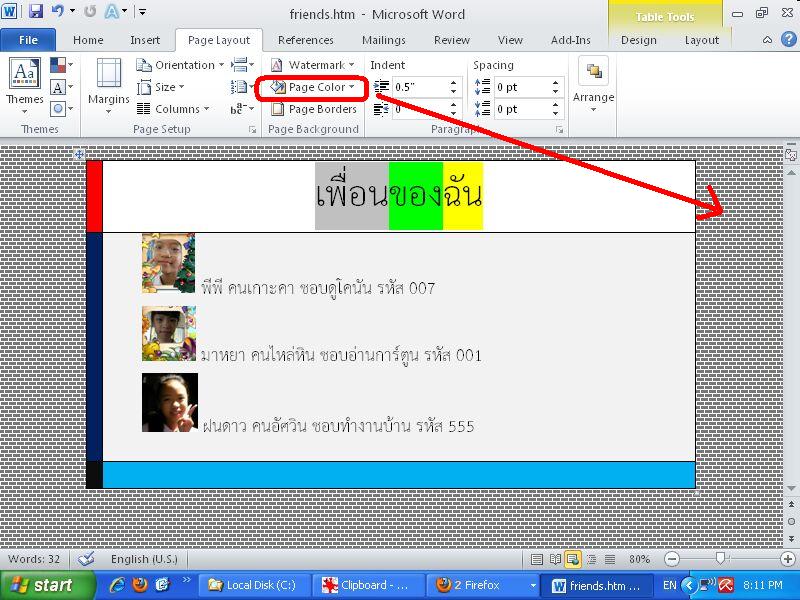 friends.htm - Microsoft Word
Table Tools
File Home Insert Page Layout References Mailings Review View Add-Ins Design Layout
Themes
Margins
Orientation
Size
Columns
Watermark
Page Color
Page Borders
Indent
0.5"
0"
Spacing
0 pt
0 pt
Arrange
Themes
Page Setup
Page Background
Paragraph
เพื่อนของฉัน
พีพี คนเกาะคา ชอบดูโคนัน รหัส 007
มาหยา คนไหล่หิน ชอบอ่านการ์ตูน รหัส 001
ฝนดาว คนอัศวิน ชอบทำงานบ้าน รหัส 555
Words: 32 English (U.S.) 80%
start Local Disk (C:) Clipboard - ... 2 Firefox friends.htm ... EN 8:11 PM